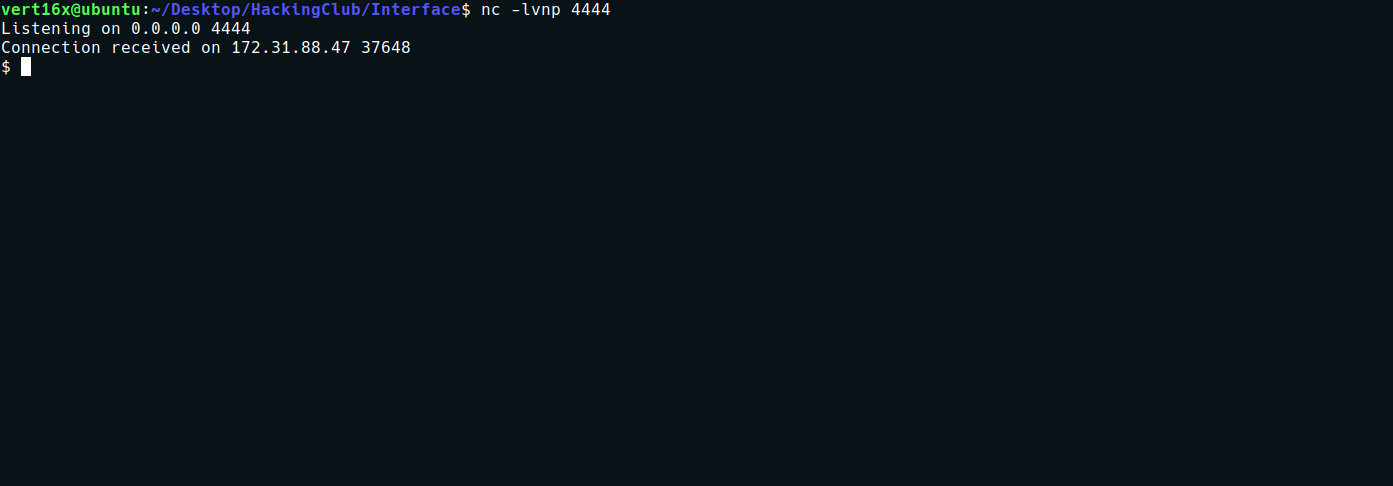 vert16x@ubuntu:~/Desktop/HackingClub/Interface$ nc -lvnp 4444
Listening on 0.0.0.0 4444
Connection received on 172.31.88.47 37648
$